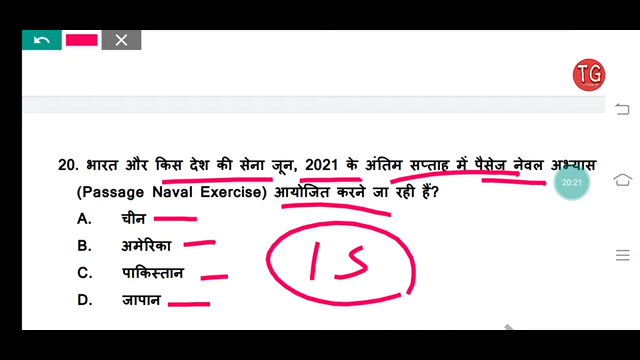 TG
20. भारत और किस देश की सेना जून, 2021 के अंतिम सप्ताह में पैसेज नेवल अभ्यास
20:21
(Passage Naval Exercise) आयोजित करने जा रही हैं?
A. चीन
B. अमेरिका
C. पाकिस्तान
D. जापान
15